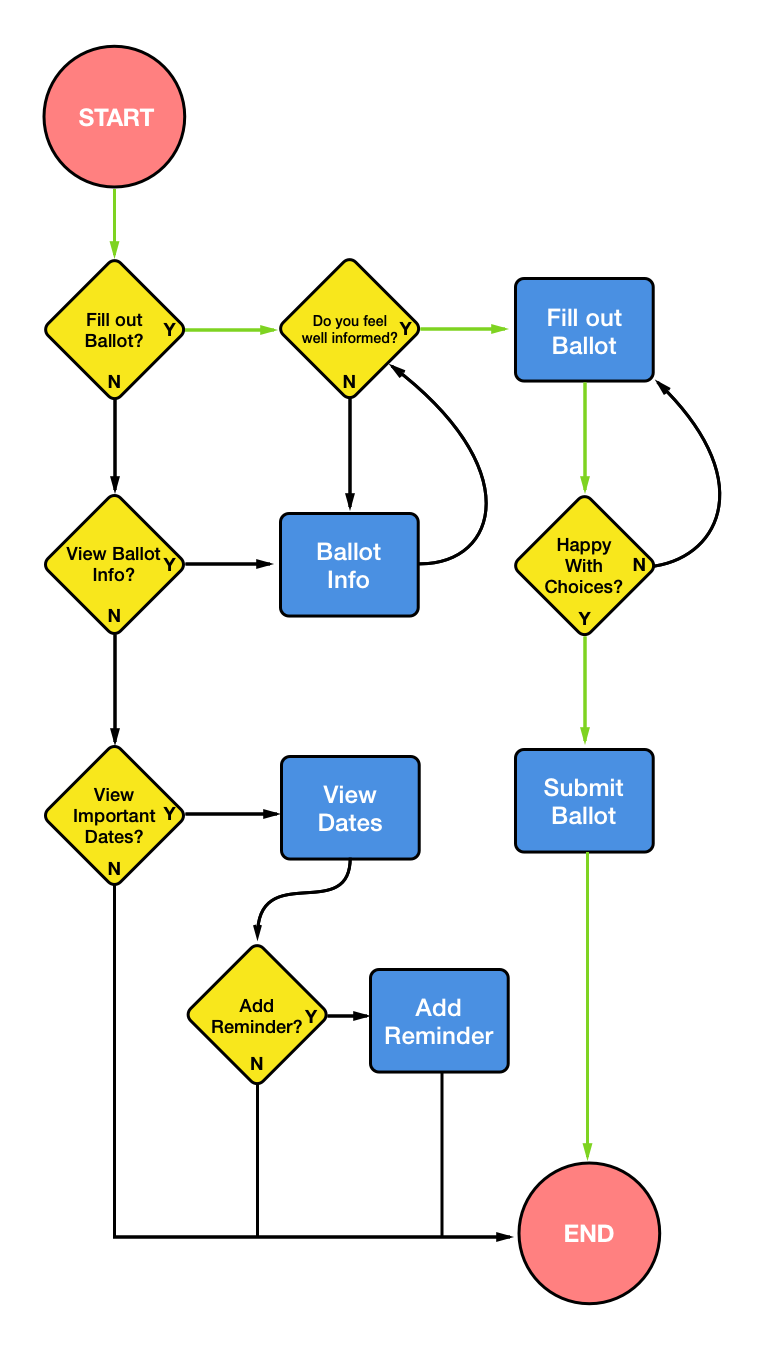 START
Fill out
Ballot?
Y
N
Do you feel
well informed?
Y
N
Fill out
Ballot
View Ballot
Info?
Y
N
Ballot
Info
Happy
With
Choices?
N
Y
View
Important
Dates?
Y
N
View
Dates
Submit
Ballot
Add
Reminder?
Y
N
Add
Reminder
END